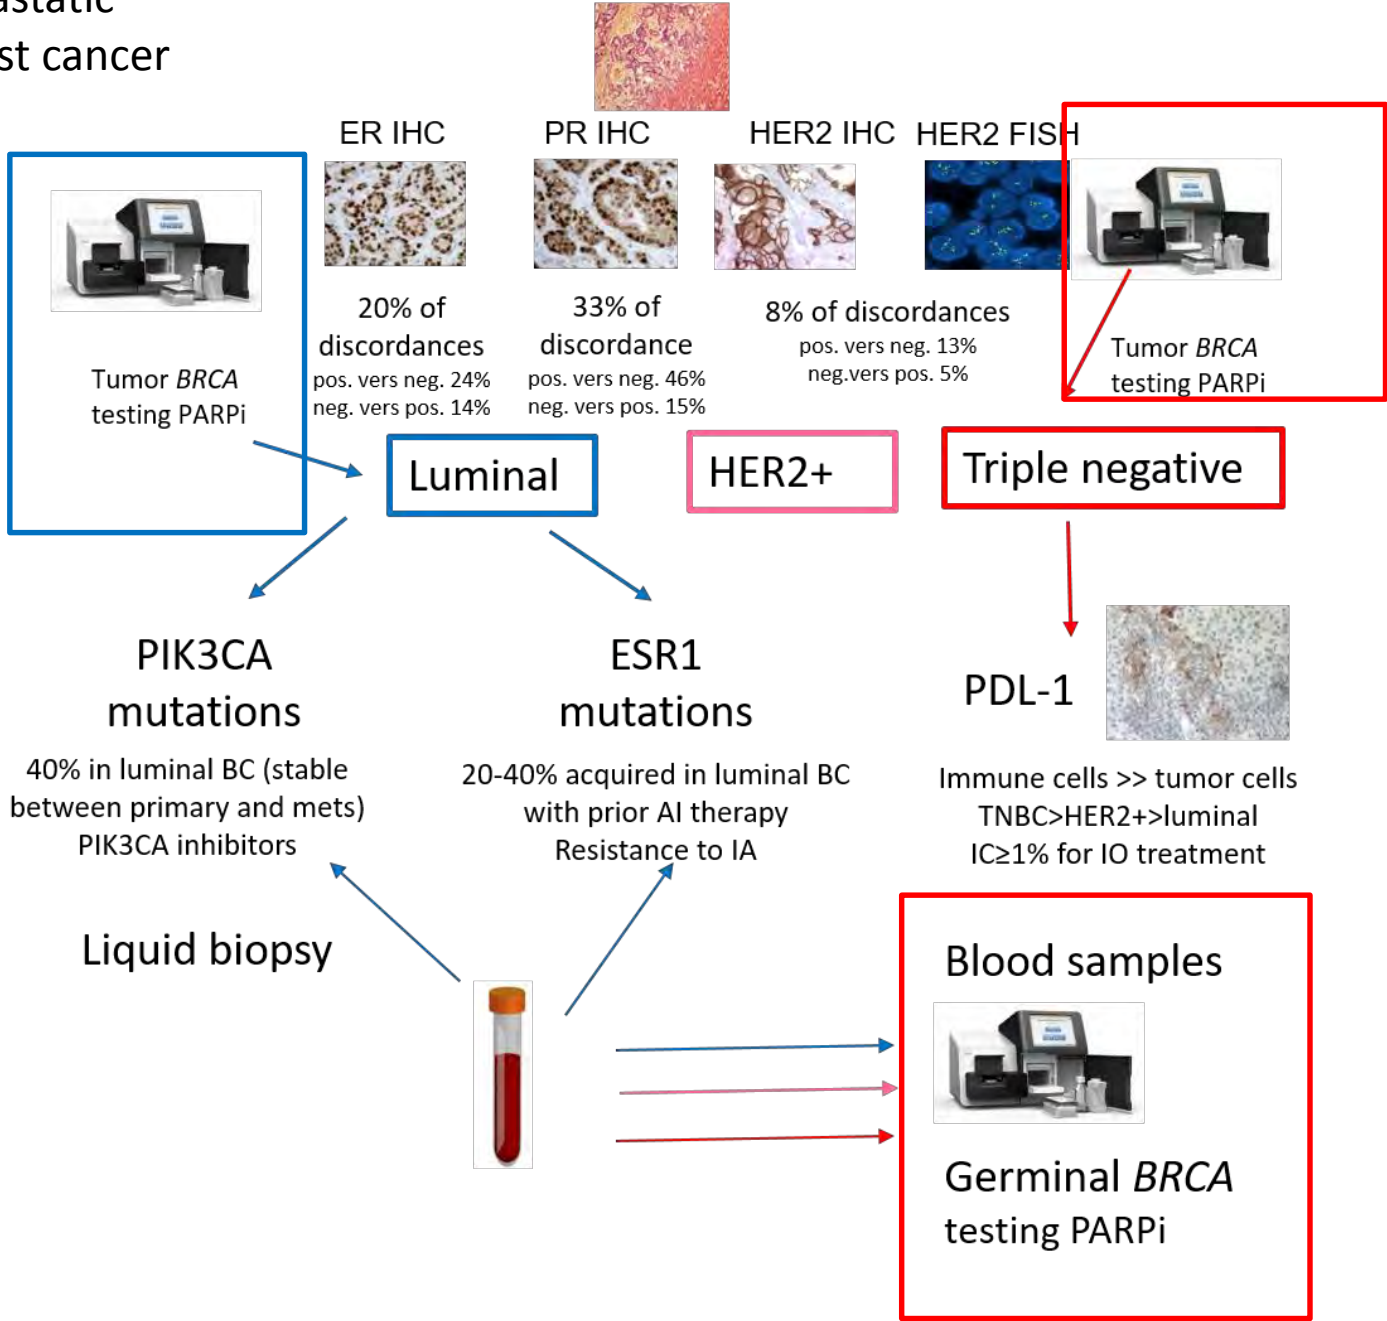 st cancer
ER IHC
PR IHC
HER2 IHC
HER2 FISH
20% of
discordances
pos. vers neg. 24%
neg. vers pos. 14%
33% of
discordance
pos. vers neg. 46%
neg. vers pos. 15%
8% of discordances
pos. vers neg. 13%
neg.vers pos. 5%
Tumor BRCA
testing PARPi
Tumor BRCA
testing PARPi
Luminal
HER2+
Triple negative
PIK3CA
mutations
40% in luminal BC (stable
between primary and mets)
PIK3CA inhibitors
ESR1
mutations
20-40% acquired in luminal BC
with prior AI therapy
Resistance to IA
PDL-1
Immune cells >> tumor cells
TNBC>HER2+>luminal
IC≥1% for IO treatment
Liquid biopsy
Blood samples
Germinal BRCA
testing PARPi